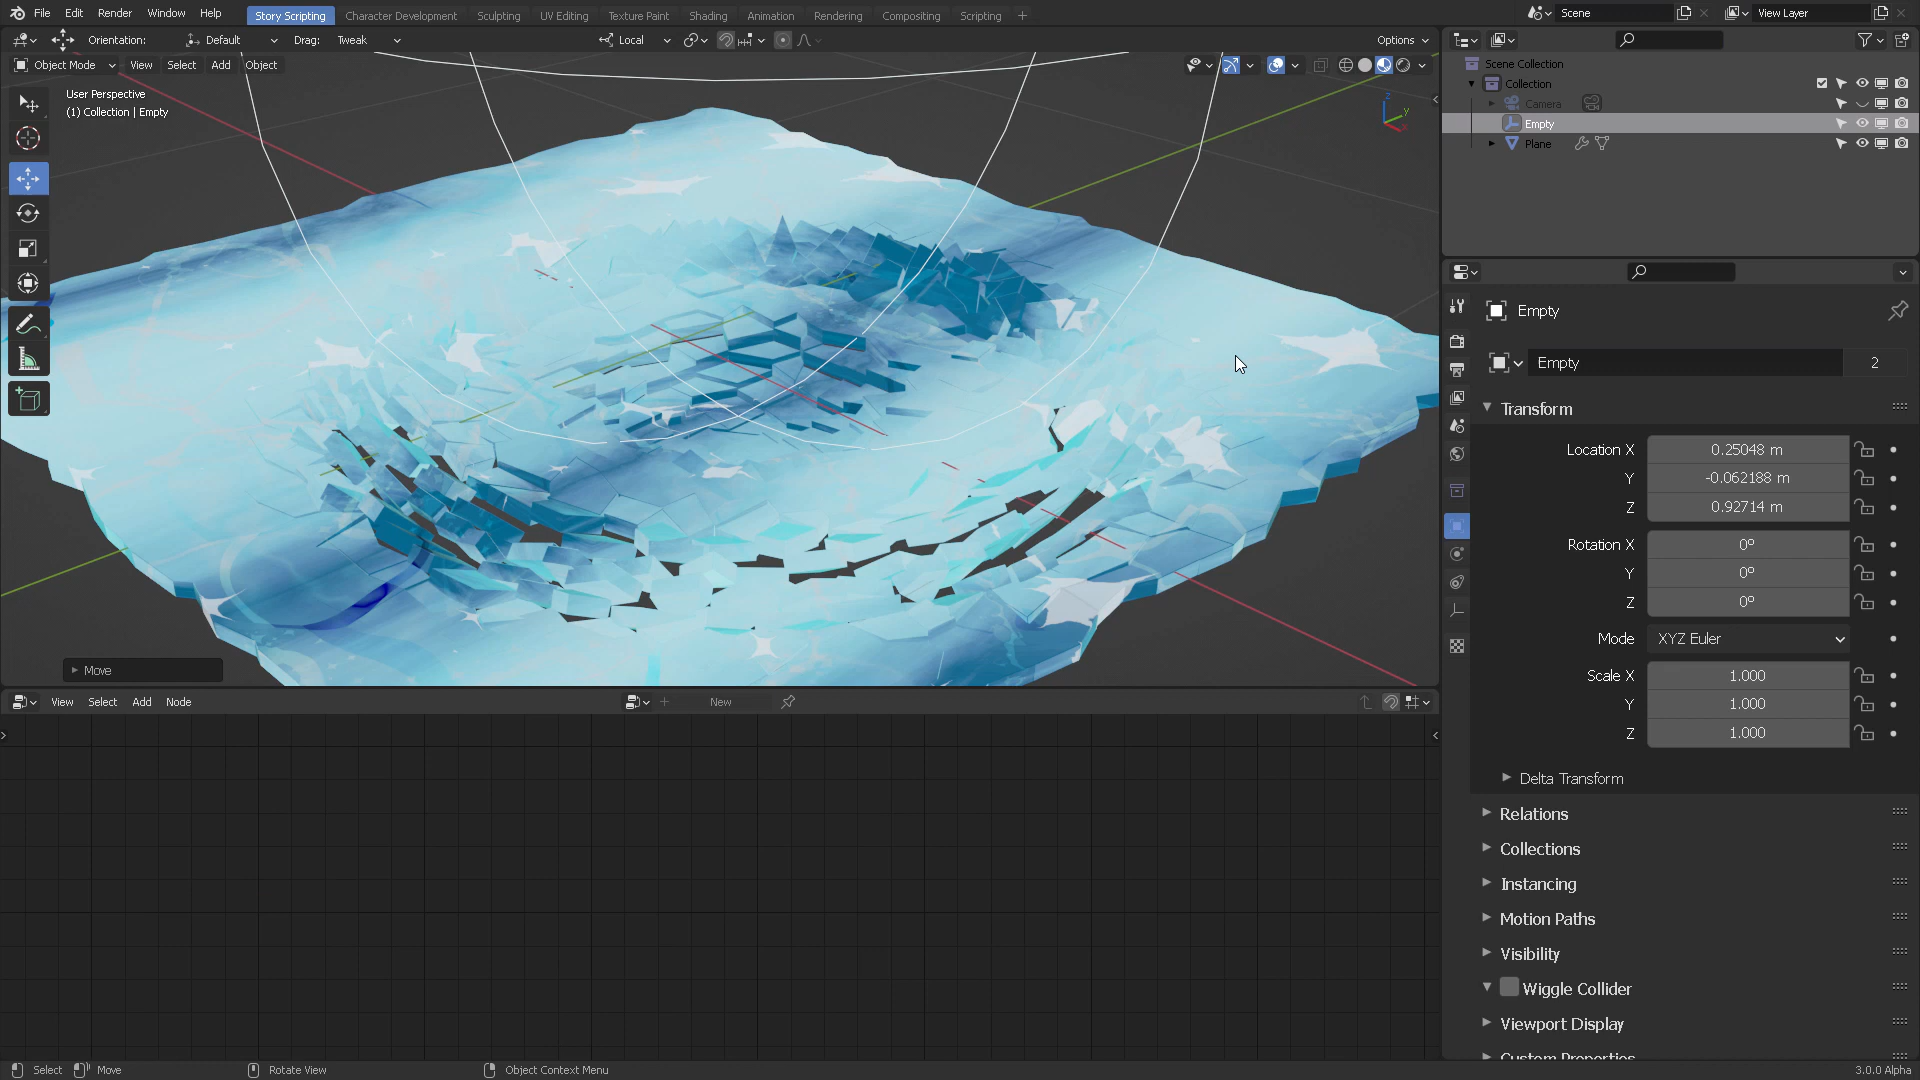 File Edit Render Window Help Story Scripting Character Development Sculpting UV Editing Texture Paint Shading Animation Rendering Compositing Scripting Scene View Layer
Orientation: Default Drag: Tweak Local Options
Object Mode View Select Add Object
User Perspective
(1) Collection | Empty
Z
Y
X
Move
View Select Add Node New
Scene Collection
Collection
Camera
Empty
Plane
Empty
Empty 2
Transform
Location X 0.25048 m
Y -0.062188 m
Z 0.92714 m
Rotation X 0°
Y 0°
Z 0°
Mode XYZ Euler
Scale X 1.000
Y 1.000
Z 1.000
Delta Transform
Relations
Collections
Instancing
Motion Paths
Visibility
Wiggle Collider
Viewport Display
Custom Properties
Select Move Rotate View Object Context Menu 3.0.0 Alpha